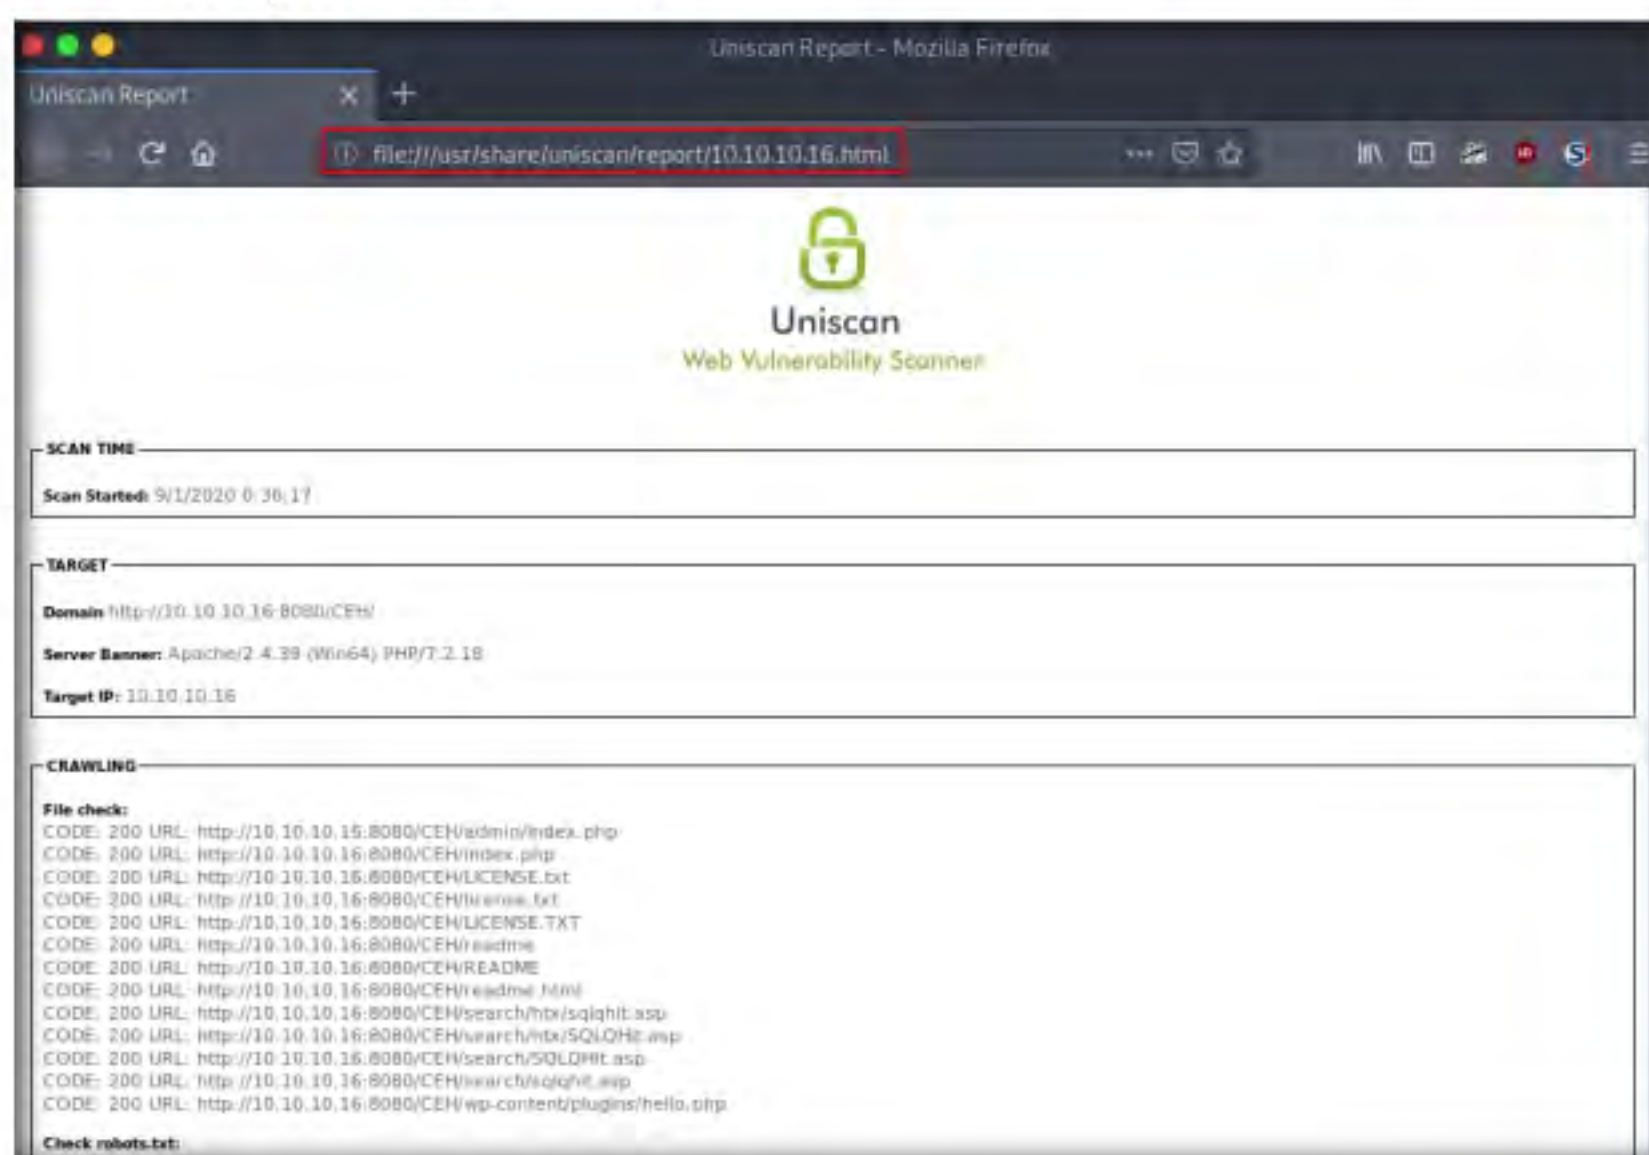 Uniscan Report - Mozilla Firefox
Uniscan Report
file:///usr/share/uniscan/report/10.10.10.16.html
Uniscan
Web Vulnerability Scanner
SCAN TIME
Scan Started: 9/1/2020 0:36:17
TARGET
Domain http://10.10.10.16:8080/CEH/
Server Banner: Apache/2.4.39 (Win64) PHP/7.2.18
Target IP: 10.10.10.16
CRAWLING
File check:
CODE: 200 URL: http://10.10.10.16:8080/CEH/admin/index.php
CODE: 200 URL: http://10.10.10.16:8080/CEH/index.php
CODE: 200 URL: http://10.10.10.16:8080/CEH/LICENSE.txt
CODE: 200 URL: http://10.10.10.16:8080/CEH/license.txt
CODE: 200 URL: http://10.10.10.16:8080/CEH/LICENSE.TXT
CODE: 200 URL: http://10.10.10.16:8080/CEH/readme
CODE: 200 URL: http://10.10.10.16:8080/CEH/README
CODE: 200 URL: http://10.10.10.16:8080/CEH/readme.html
CODE: 200 URL: http://10.10.10.16:8080/CEH/search/htx/sqlqhit.asp
CODE: 200 URL: http://10.10.10.16:8080/CEH/search/htx/SQLQHit.asp
CODE: 200 URL: http://10.10.10.16:8080/CEH/search/SQLQHit.asp
CODE: 200 URL: http://10.10.10.16:8080/CEH/search/sqlqhit.asp
CODE: 200 URL: http://10.10.10.16:8080/CEH/wp-content/plugins/hello.php
Check robots.txt: